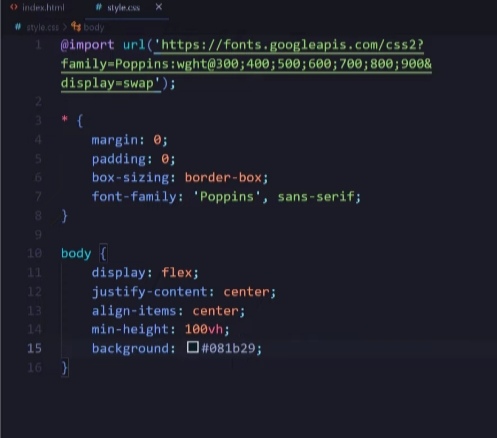 index.html
# style.css ×
# style.css > body
1 @import url('https://fonts.googleapis.com/css2?
family=Poppins:wght@300;400;500;600;700;800;900&
display=swap');
2
3 * {
4 margin: 0;
5 padding: 0;
6 box-sizing: border-box;
7 font-family: 'Poppins', sans-serif;
8 }
9
10 body {
11 display: flex;
12 justify-content: center;
13 align-items: center;
14 min-height: 100vh;
15 background: #081b29;
16 }